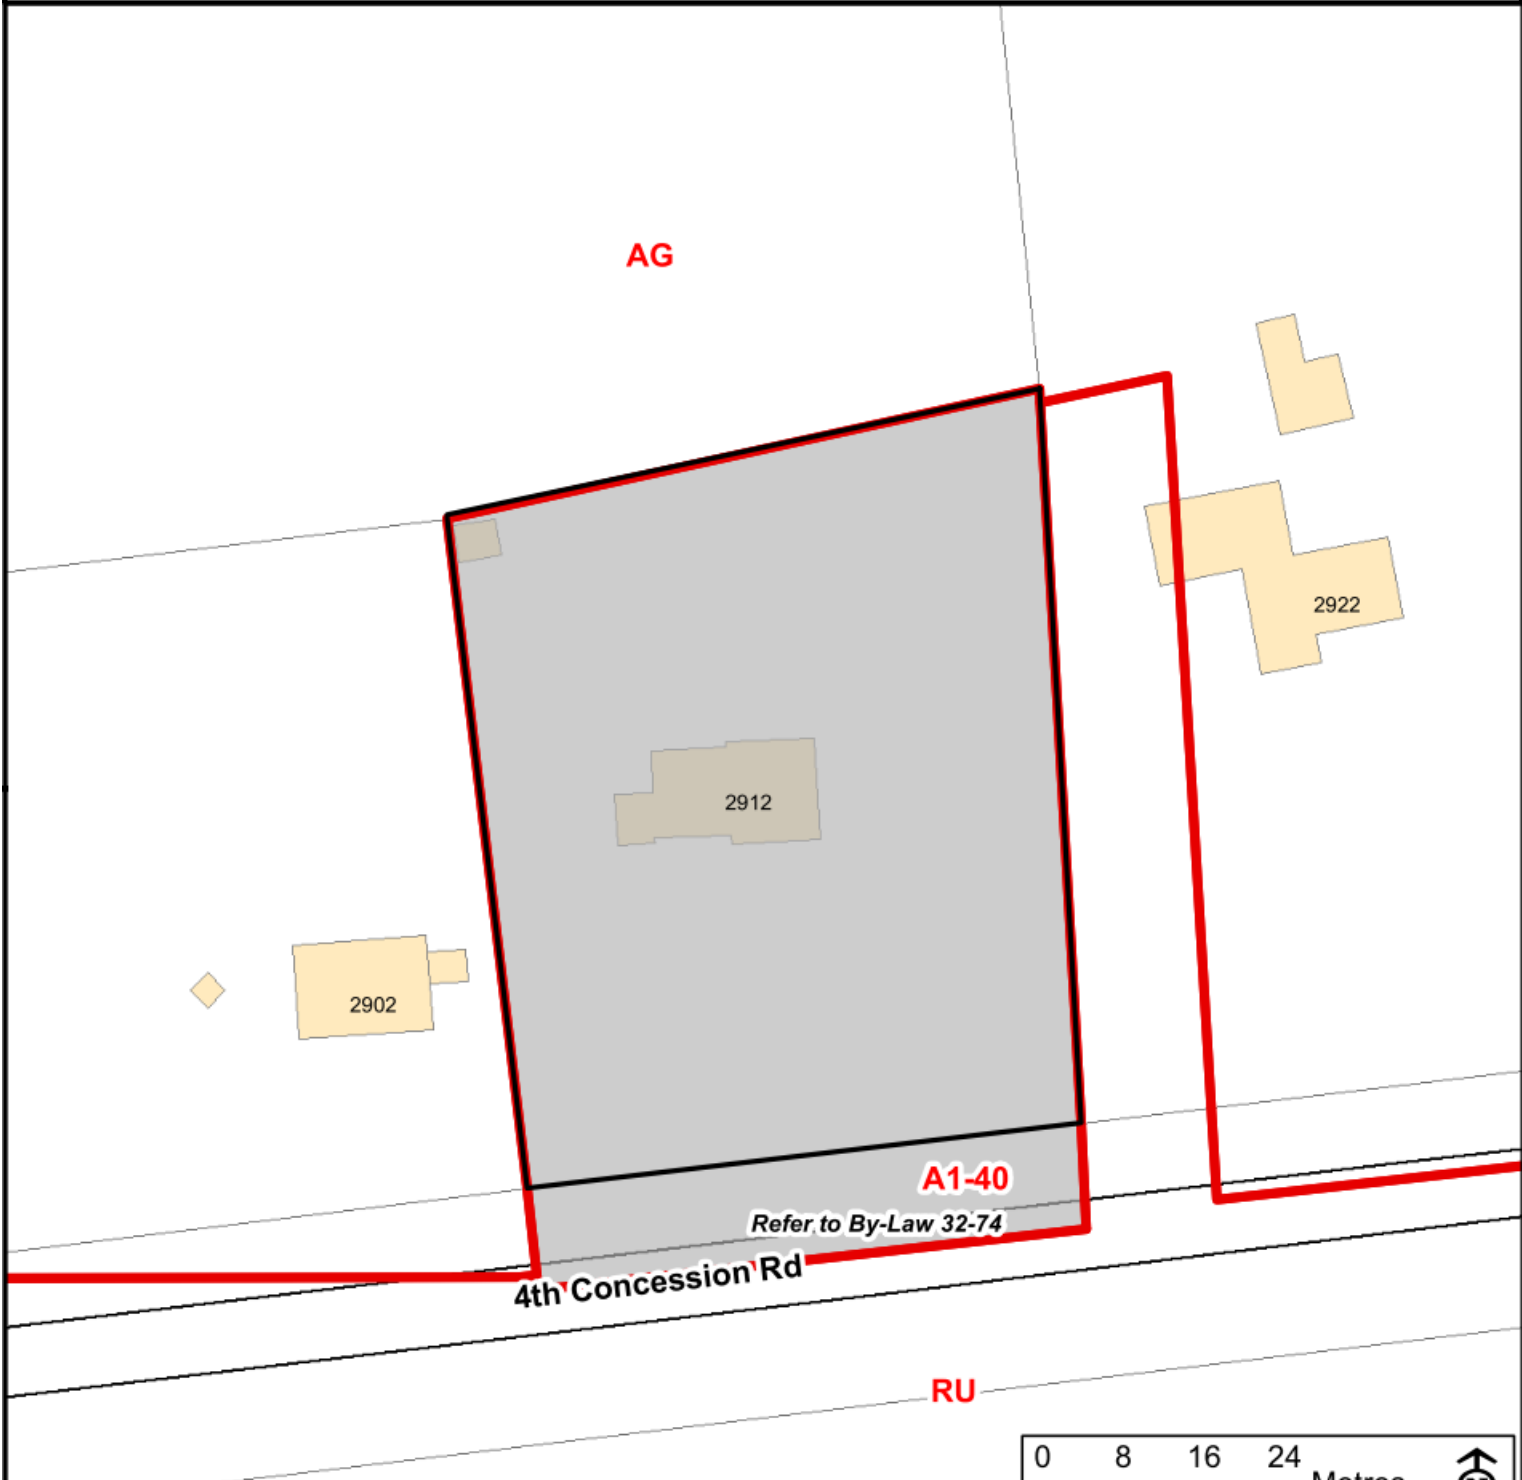 AG
2922
2912
2902
A1-40
Refer to By-Law 32-74
4th Concession Rd
RU
0 8 16 24
Metres